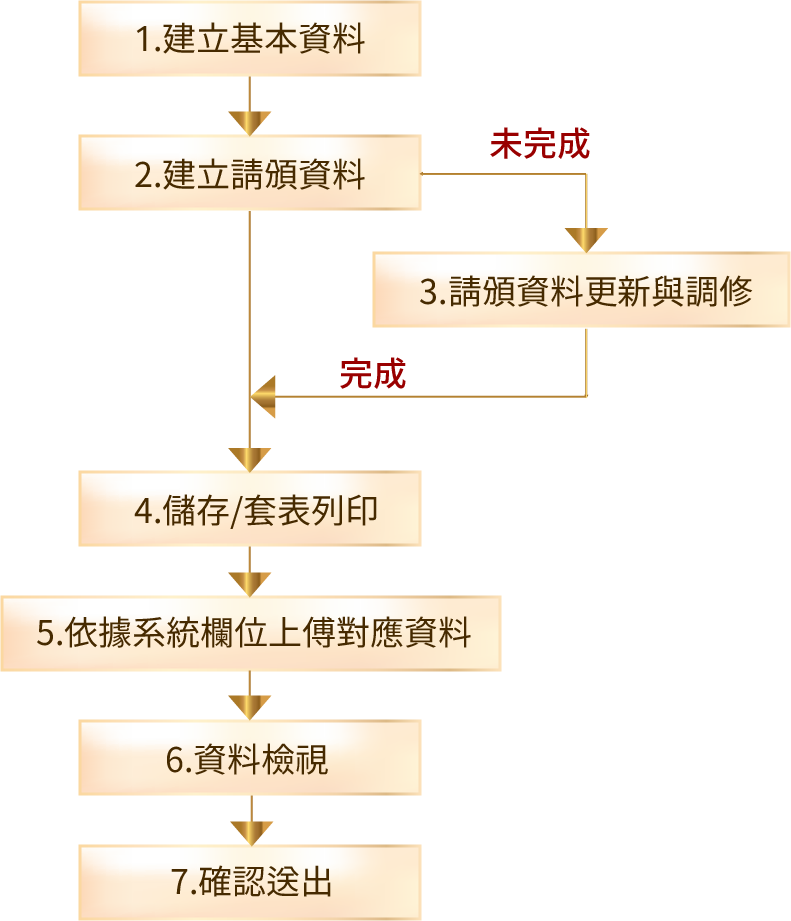 1.建立基本資料
2.建立請頒資料
未完成
3.請頒資料更新與調修
完成
4.儲存/套表列印
5.依據系統欄位上傳對應資料
6.資料檢視
7.確認送出